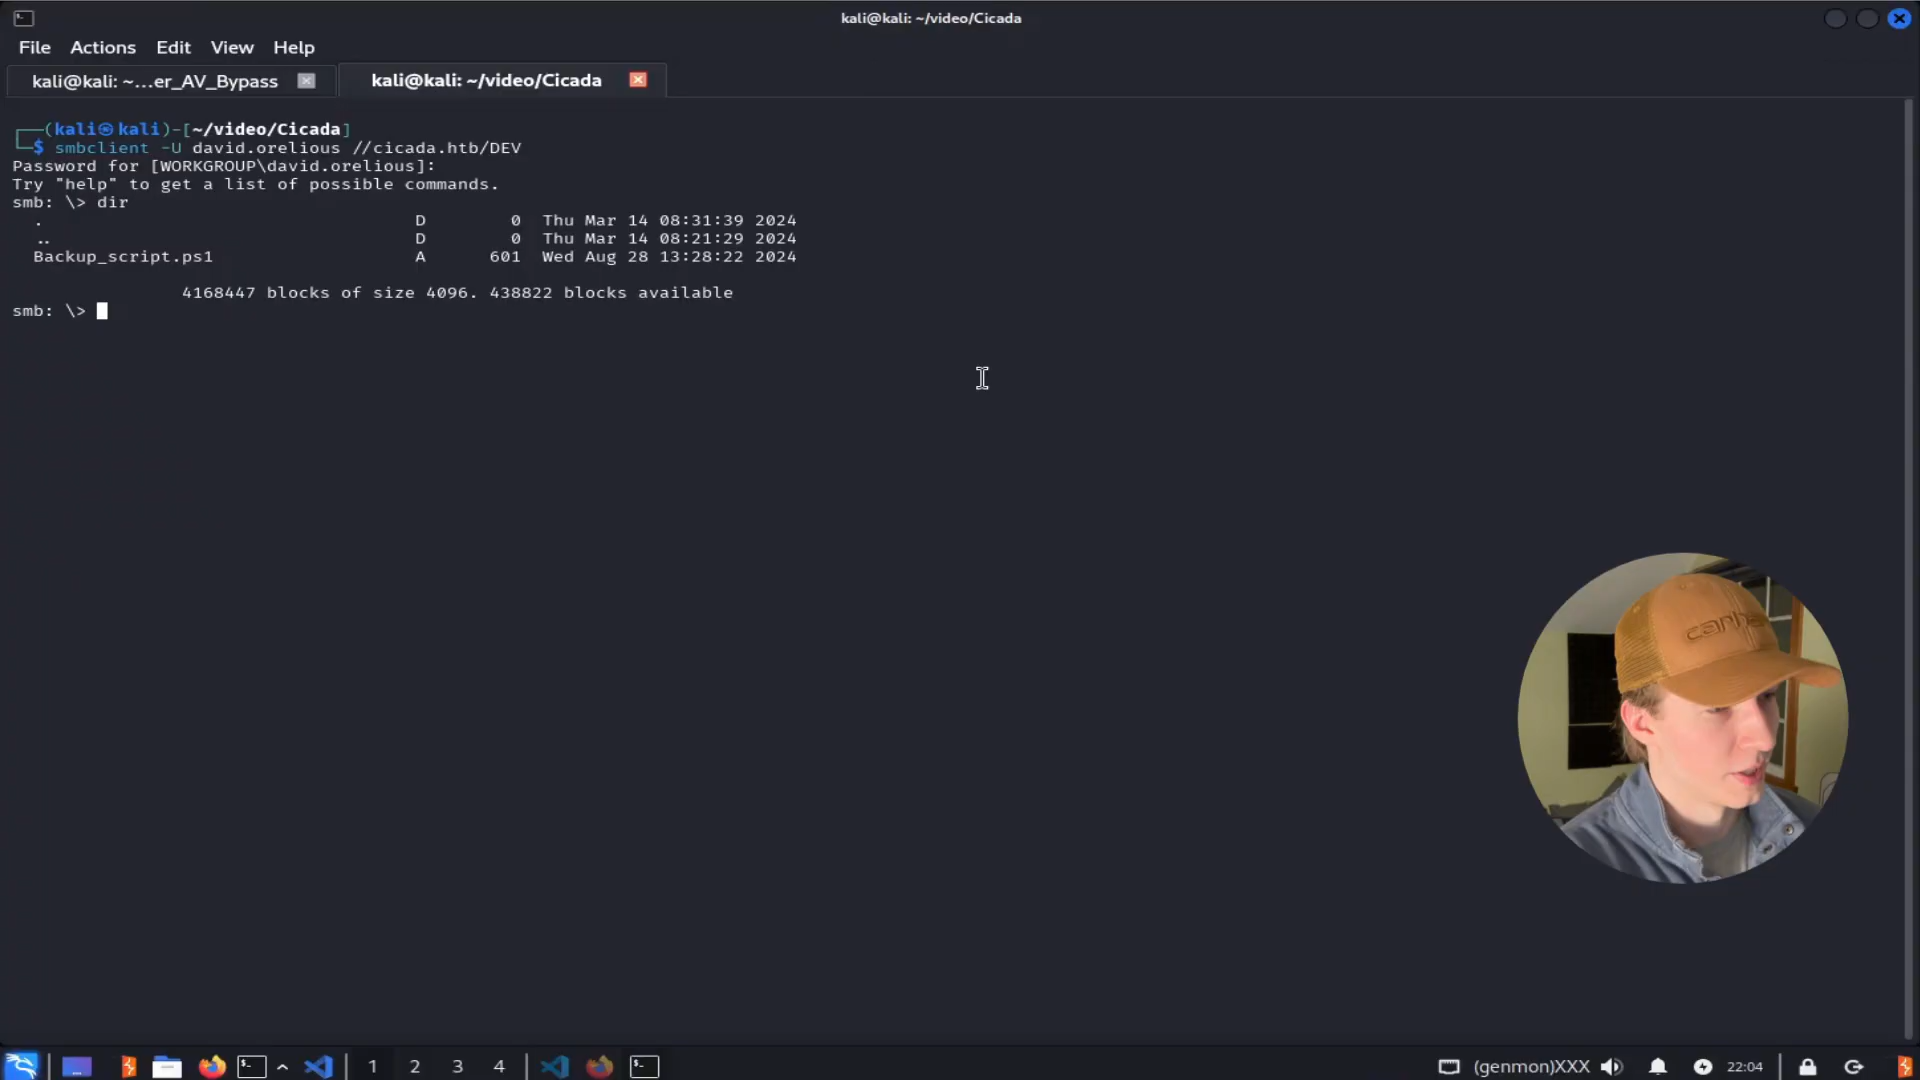 kali@kali: ~/video/Cicada
File Actions Edit View Help
kali@kali: ~...er_AV_Bypass
kali@kali: ~/video/Cicada
┌──(kali㉿kali)-[~/video/Cicada]
└─$ smbclient -U david.orelious //cicada.htb/DEV
Password for [WORKGROUP\david.orelious]:
Try "help" to get a list of possible commands.
smb: \> dir
. D 0 Thu Mar 14 08:31:39 2024
.. D 0 Thu Mar 14 08:21:29 2024
Backup_script.ps1 A 601 Wed Aug 28 13:28:22 2024
4168447 blocks of size 4096. 438822 blocks available
smb: \>
1 2 3 4 (genmon)XXX 22:04